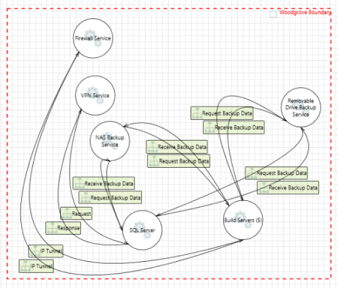 Woodgrove Boundary
Firewall Service
VPN Service
Removable
Drive Backup
Service
Request Backup Data
Receive Backup Data
NAS Backup
Service
Receive Backup Data
Request Backup Data
Request Backup Data
Receive Backup Data
Receive Backup Data
Request Backup Data
Request
Response
SQL Server
Build Servers (5)
IP Tunnel
IP Tunnel